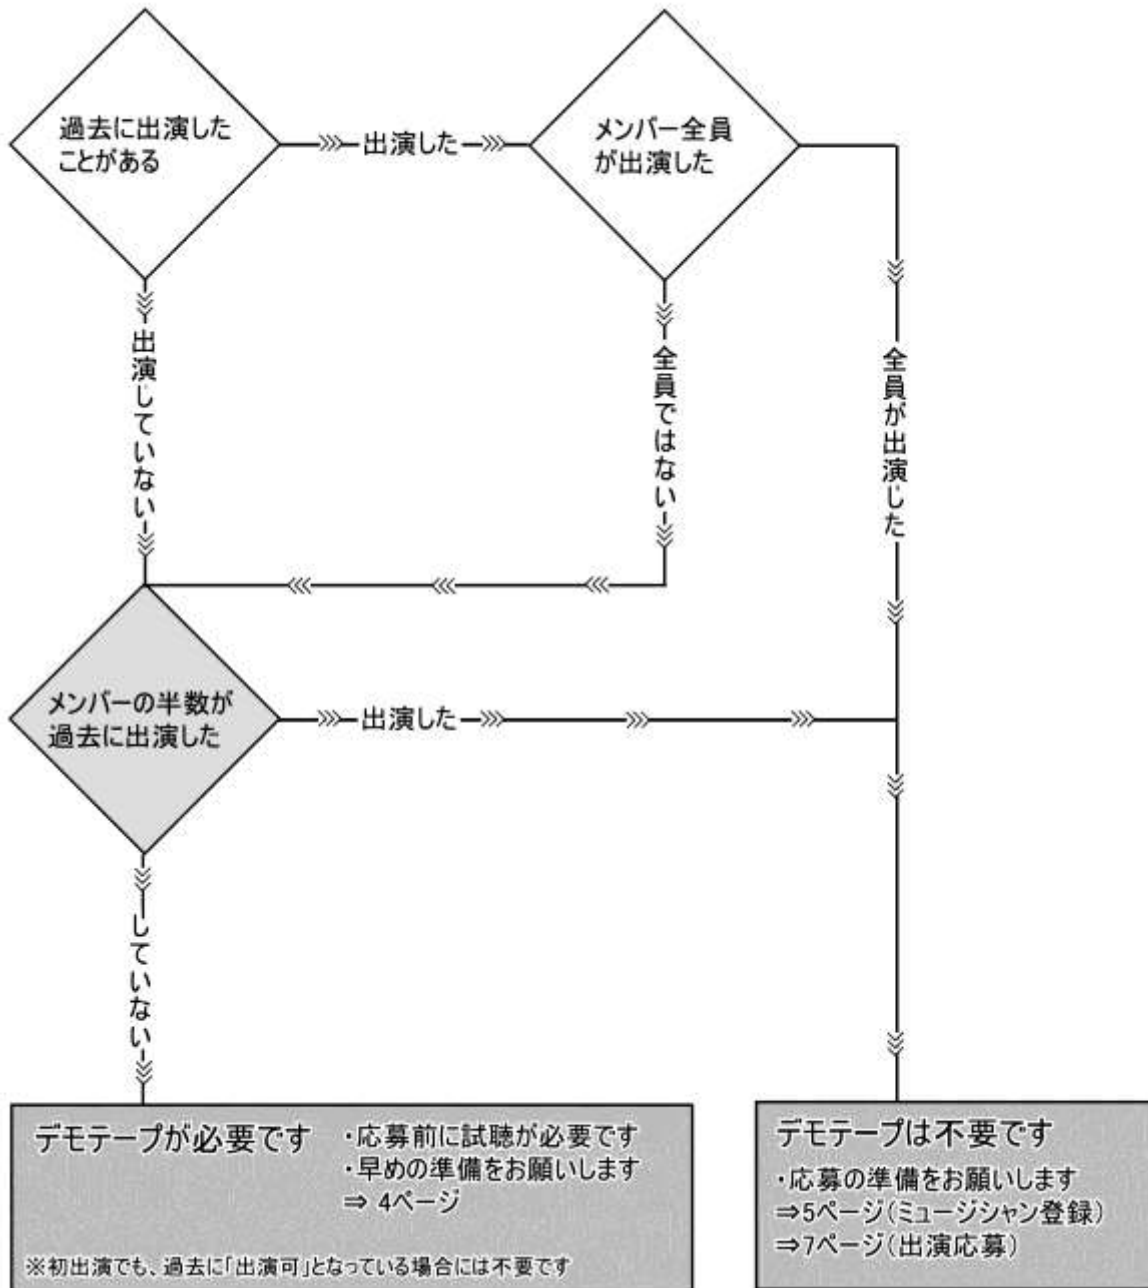 過去に出演した
ことがある
出演した
メンバー全員
が出演した
出演していない
全員ではない
全員が出演じた
メンバーの半数が
過去に出演した
出演した
していない
デモテープが必要です
・応募前に試聴が必要です
・早めの準備をお願いします
⇒ 4ページ
※初出演でも、過去に「出演可」となっている場合には不要です
デモテープは不要です
・応募の準備をお願いします
⇒5ページ(ミュージシャン登録)
⇒7ページ(出演応募)